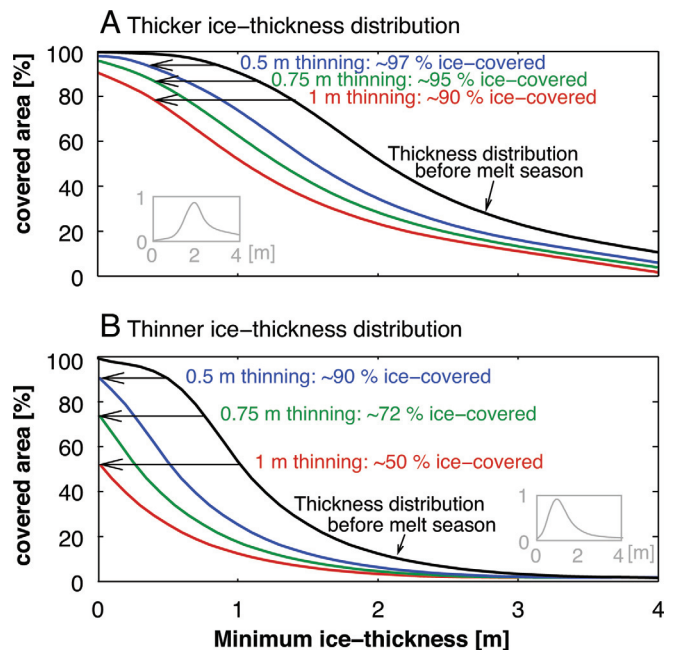 A Thicker ice–thickness distribution
100
80
60
40
20
0
covered area [%]
0.5 m thinning: ~97 % ice–covered
0.75 m thinning: ~95 % ice–covered
1 m thinning: ~90 % ice–covered
Thickness distribution
before melt season
1
0
0 2 4
[m]
B Thinner ice–thickness distribution
100
80
60
40
20
0
covered area [%]
0.5 m thinning: ~90 % ice–covered
0.75 m thinning: ~72 % ice–covered
1 m thinning: ~50 % ice–covered
Thickness distribution
before melt season
1
0
0 2 4
[m]
0 1 2 3 4
Minimum ice–thickness [m]